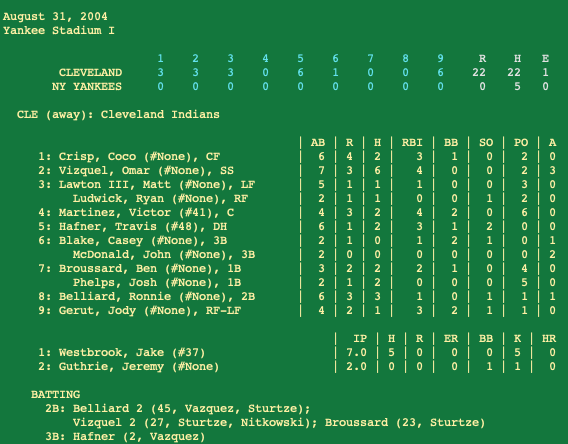 August 31, 2004
Yankee Stadium I
1 2 3 4 5 6 7 8 9 R H E
CLEVELAND 3 3 3 0 6 1 0 0 6 22 22 1
NY YANKEES 0 0 0 0 0 0 0 0 0 0 5 0
CLE (away): Cleveland Indians
| AB | R | H | RBI | BB | SO | PO | A
1: Crisp, Coco (#None), CF | 6 | 4 | 2 | 3 | 1 | 0 | 2 | 0
2: Vizquel, Omar (#None), SS | 7 | 3 | 6 | 4 | 0 | 0 | 2 | 3
3: Lawton III, Matt (#None), LF | 5 | 1 | 1 | 1 | 0 | 0 | 3 | 0
Ludwick, Ryan (#None), RF | 2 | 1 | 1 | 0 | 0 | 1 | 2 | 0
4: Martinez, Victor (#41), C | 4 | 3 | 2 | 4 | 2 | 0 | 6 | 0
5: Hafner, Travis (#48), DH | 6 | 1 | 2 | 3 | 1 | 2 | 0 | 0
6: Blake, Casey (#None), 3B | 2 | 1 | 0 | 1 | 2 | 1 | 0 | 1
McDonald, John (#None), 3B | 2 | 0 | 0 | 0 | 0 | 0 | 0 | 2
7: Broussard, Ben (#None), 1B | 3 | 2 | 2 | 2 | 1 | 0 | 4 | 0
Phelps, Josh (#None), 1B | 2 | 1 | 2 | 0 | 0 | 0 | 5 | 0
8: Belliard, Ronnie (#None), 2B | 6 | 3 | 3 | 1 | 0 | 1 | 1 | 1
9: Gerut, Jody (#None), RF-LF | 4 | 2 | 1 | 3 | 2 | 1 | 1 | 0
| IP | H | R | ER | BB | K | HR
1: Westbrook, Jake (#37) | 7.0 | 5 | 0 | 0 | 0 | 5 | 0
2: Guthrie, Jeremy (#None) | 2.0 | 0 | 0 | 0 | 1 | 1 | 0
BATTING
2B: Belliard 2 (45, Vazquez, Sturtze);
Vizquel 2 (27, Sturtze, Nitkowski); Broussard (23, Sturtze)
3B: Hafner (2, Vazquez)